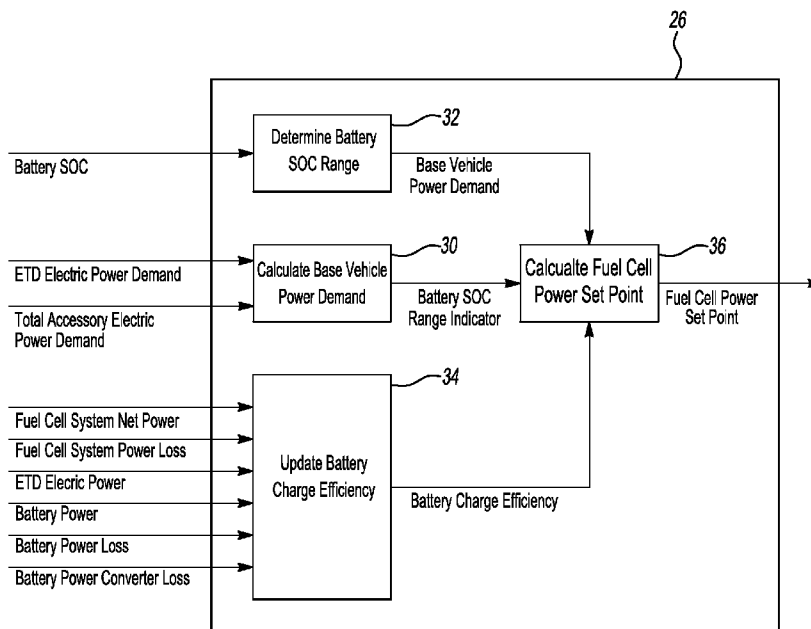 26
32
Determine Battery
SOC Range
Battery SOC
Base Vehicle
Power Demand
30
36
ETD Electric Power Demand
Calculate Base Vehicle
Power Demand
Calcualte Fuel Cell
Power Set Point
Total Accessory Electric
Power Demand
Battery SOC
Range Indicator
Fuel Cell Power
Set Point
34
Fuel Cell System Net Power
Fuel Cell System Power Loss
ETD Elecric Power
Battery Power
Battery Power Loss
Battery Power Converter Loss
Update Battery
Charge Efficiency
Battery Charge Efficiency